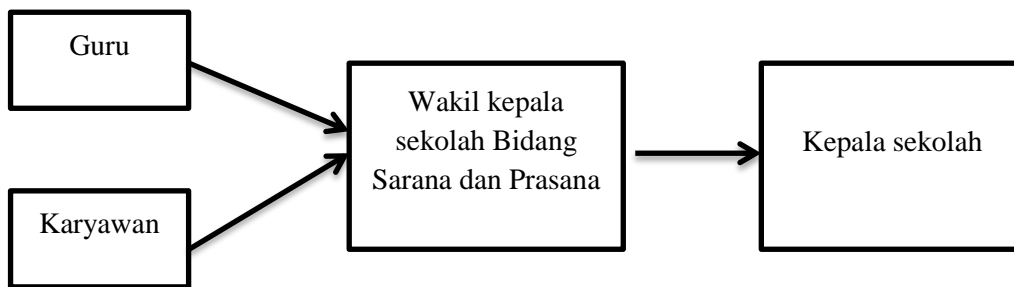 Guru
Karyawan
Wakil kepala
sekolah Bidang
Sarana dan Prasana
Kepala sekolah